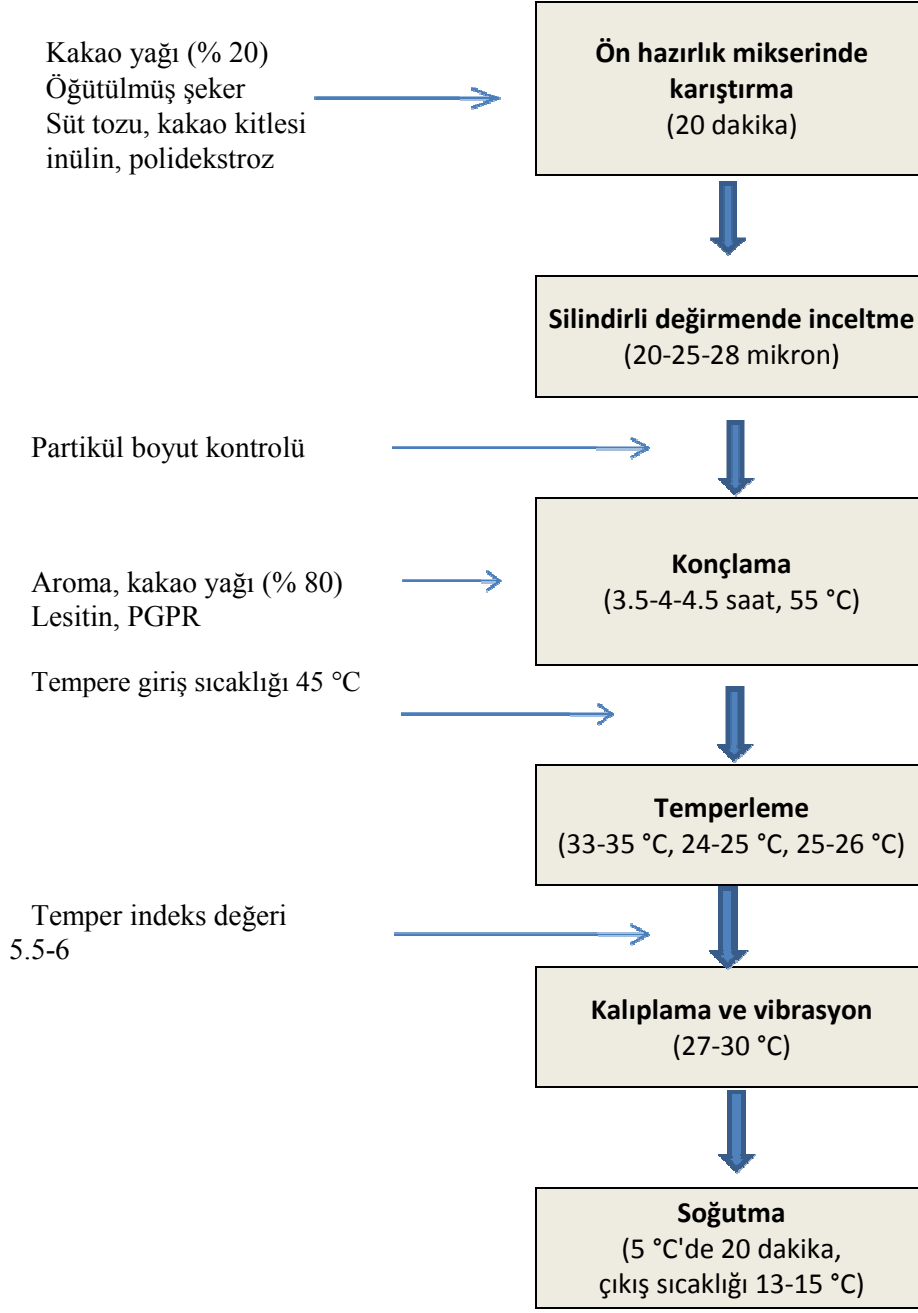 Kakao yağı (% 20)
Öğütülmüş şeker
Süt tozu, kakao kitlesi
inülin, polidekstroz
Ön hazırlık mikserinde
karıştırma
(20 dakika)
Silindirli değirmende inceltme
(20-25-28 mikron)
Partikül boyut kontrolü
Konçlama
(3.5-4-4.5 saat, 55 °C)
Aroma, kakao yağı (% 80)
Lesitin, PGPR
Tempere giriş sıcaklığı 45 °C
Temperleme
(33-35 °C, 24-25 °C, 25-26 °C)
Temper indeks değeri
5.5-6
Kalıplama ve vibrasyon
(27-30 °C)
Soğutma
(5 °C'de 20 dakika,
çıkış sıcaklığı 13-15 °C)